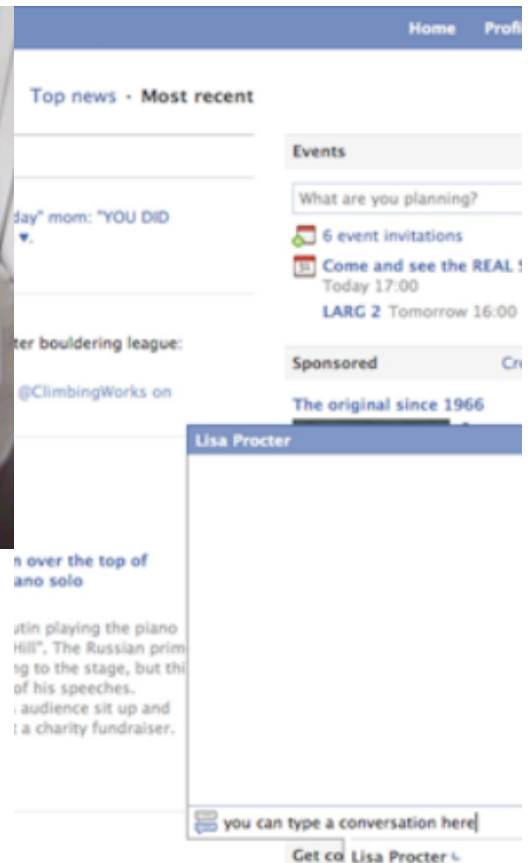 Home Profi
Top news · Most recent
day" mom: "YOU DID
ter bouldering league:
@ClimbingWorks on
n over the top of
ano solo
utin playing the piano
Hill". The Russian prim
ng to the stage, but thi
of his speeches.
audience sit up and
t a charity fundraiser.
Events
What are you planning?
6 event invitations
31 Come and see the REAL S
Today 17:00
LARG 2 Tomorrow 16:00
Sponsored Cre
The original since 1966
Lisa Procter
you can type a conversation here
Get co Lisa Procter